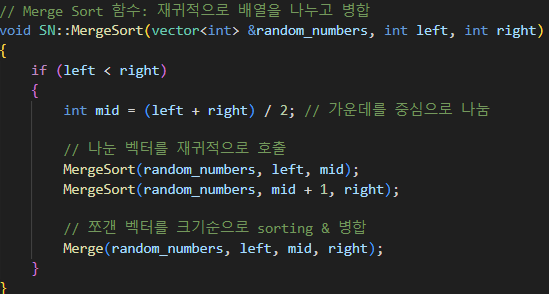 // Merge Sort 함수: 재귀적으로 배열을 나누고 병합
void SN::MergeSort(vector<int> &random_numbers, int left, int right)
{
    if (left < right)
    {
        int mid = (left + right) / 2; // 가운데를 중심으로 나눔
        // 나눈 벡터를 재귀적으로 호출
        MergeSort(random_numbers, left, mid);
        MergeSort(random_numbers, mid + 1, right);
        // 쪼갠 벡터를 크기순으로 sorting & 병합
        Merge(random_numbers, left, mid, right);
    }
}